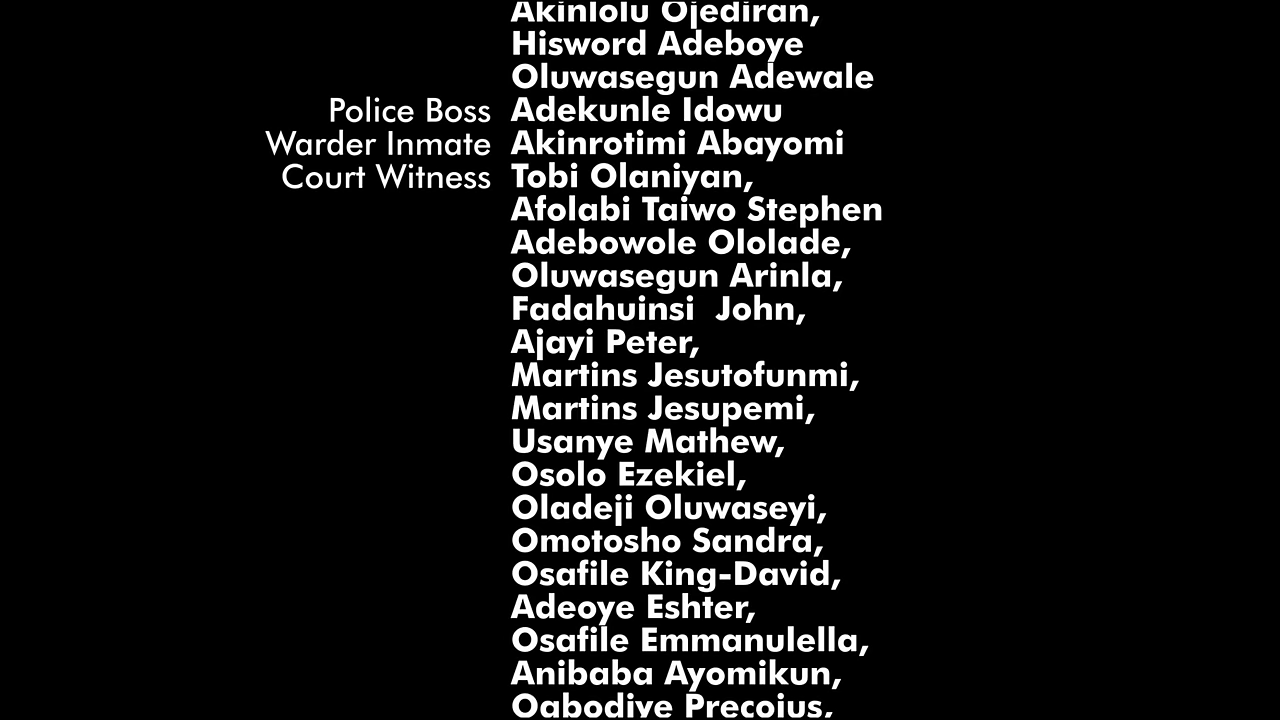 Akinlolu Ojediran,
Hisword Adeboye
Oluwasegun Adewale
Police Boss Adekunle Idowu
Warder Inmate Akinrotimi Abayomi
Court Witness Tobi Olaniyan,
Afolabi Taiwo Stephen
Adebowole Ololade,
Oluwasegun Arinla,
Fadahuinsi  John,
Ajayi Peter,
Martins Jesutofunmi,
Martins Jesupemi,
Usanye Mathew,
Osolo Ezekiel,
Oladeji Oluwaseyi,
Omotosho Sandra,
Osafile King-David,
Adeoye Eshter,
Osafile Emmanulella,
Anibaba Ayomikun,
Ogbodiye Precoius,